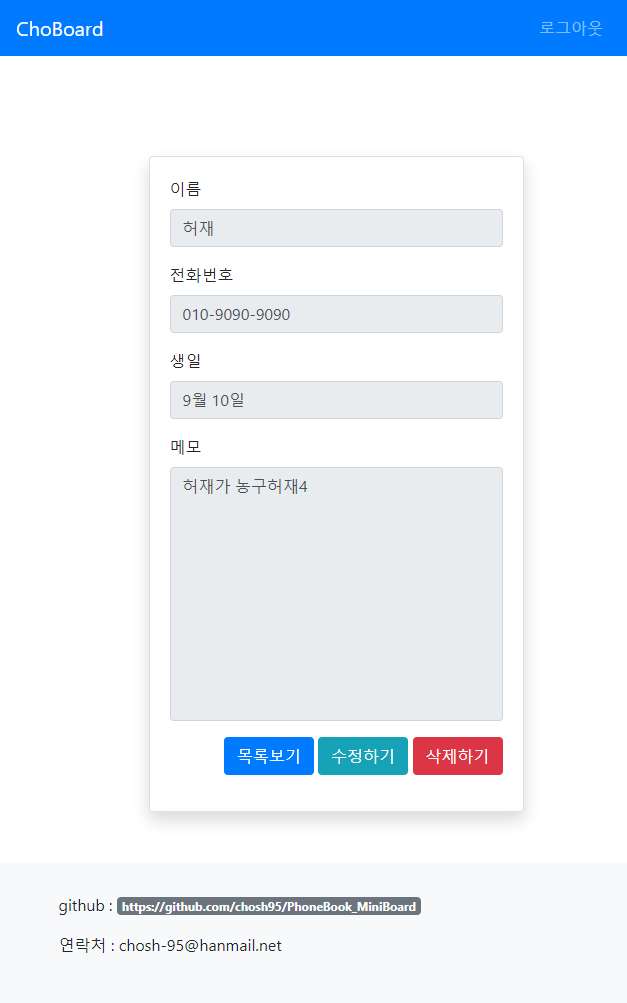 ChoBoard 로그아웃
이름
허재
전화번호
010-9090-9090
생일
9월 10일
메모
허재가 농구허재4
목록보기 수정하기 삭제하기
github : https://github.com/chosh95/PhoneBook_MiniBoard
연락처 : chosh-95@hanmail.net